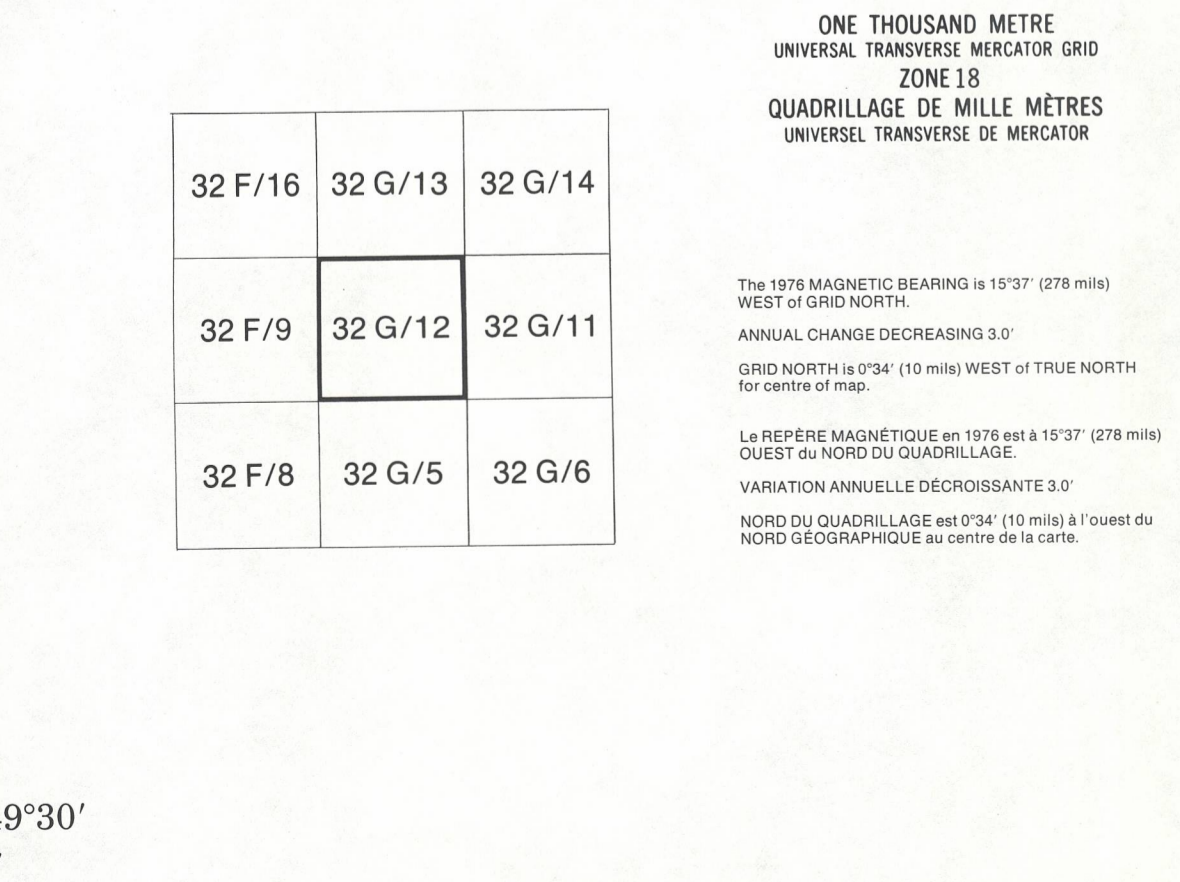 ONE THOUSAND METRE
UNIVERSAL TRANSVERSE MERCATOR GRID
ZONE 18
QUADRILLAGE DE MILLE MÈTRES
UNIVERSEL TRANSVERSE DE MERCATOR
32 F/16 32 G/13 32 G/14
32 F/9 32 G/12 32 G/11
32 F/8 32 G/5 32 G/6
The 1976 MAGNETIC BEARING is 15°37′ (278 mils)
WEST of GRID NORTH.
ANNUAL CHANGE DECREASING 3.0′
GRID NORTH is 0°34′ (10 mils) WEST of TRUE NORTH
for centre of map.
Le REPÈRE MAGNÉTIQUE en 1976 est à 15°37′ (278 mils)
OUEST du NORD DU QUADRILLAGE.
VARIATION ANNUELLE DÉCROISSANTE 3.0′
NORD DU QUADRILLAGE est 0°34′ (10 mils) à l'ouest du
NORD GÉOGRAPHIQUE au centre de la carte.
9°30′